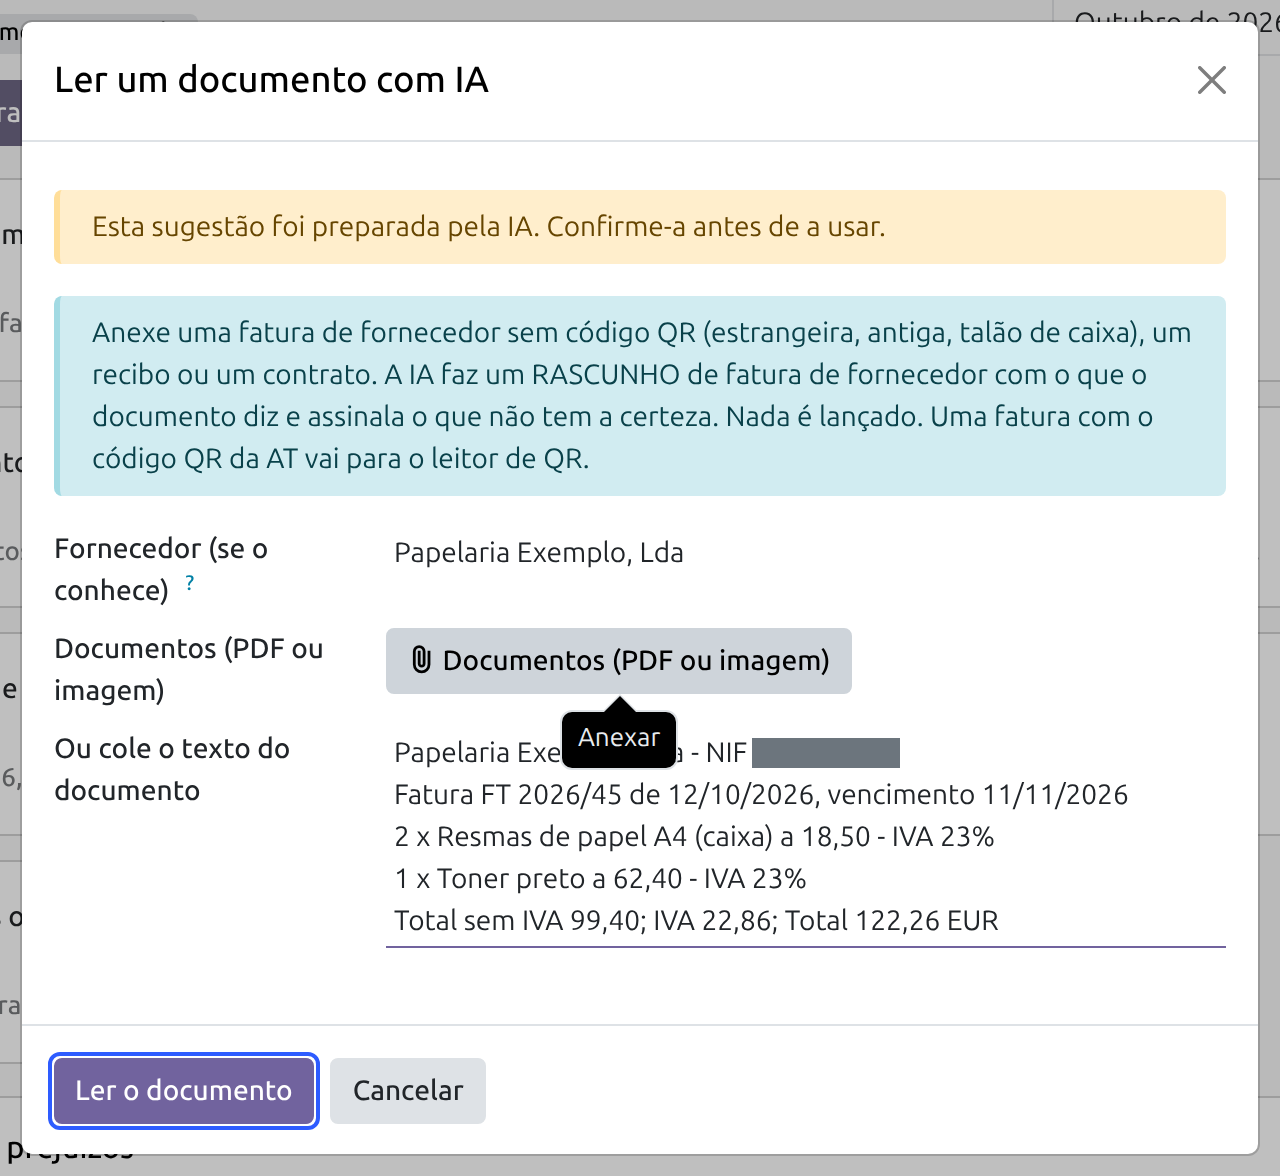 Outubro de 2026
Ler um documento com IA
Esta sugestão foi preparada pela IA. Confirme-a antes de a usar.
Anexe uma fatura de fornecedor sem código QR (estrangeira, antiga, talão de caixa), um
recibo ou um contrato. A IA faz um RASCUNHO de fatura de fornecedor com o que o
documento diz e assinala o que não tem a certeza. Nada é lançado. Uma fatura com o
código QR da AT vai para o leitor de QR.
Fornecedor (se o
conhece) ?
Papelaria Exemplo, Lda
Documentos (PDF ou
imagem)
Documentos (PDF ou imagem)
Anexar
Ou cole o texto do
documento
Papelaria - NIF
Fatura FT 2026/45 de 12/10/2026, vencimento 11/11/2026
2 x Resmas de papel A4 (caixa) a 18,50 - IVA 23%
1 x Toner preto a 62,40 - IVA 23%
Total sem IVA 99,40; IVA 22,86; Total 122,26 EUR
Ler o documento
Cancelar
prejuízos